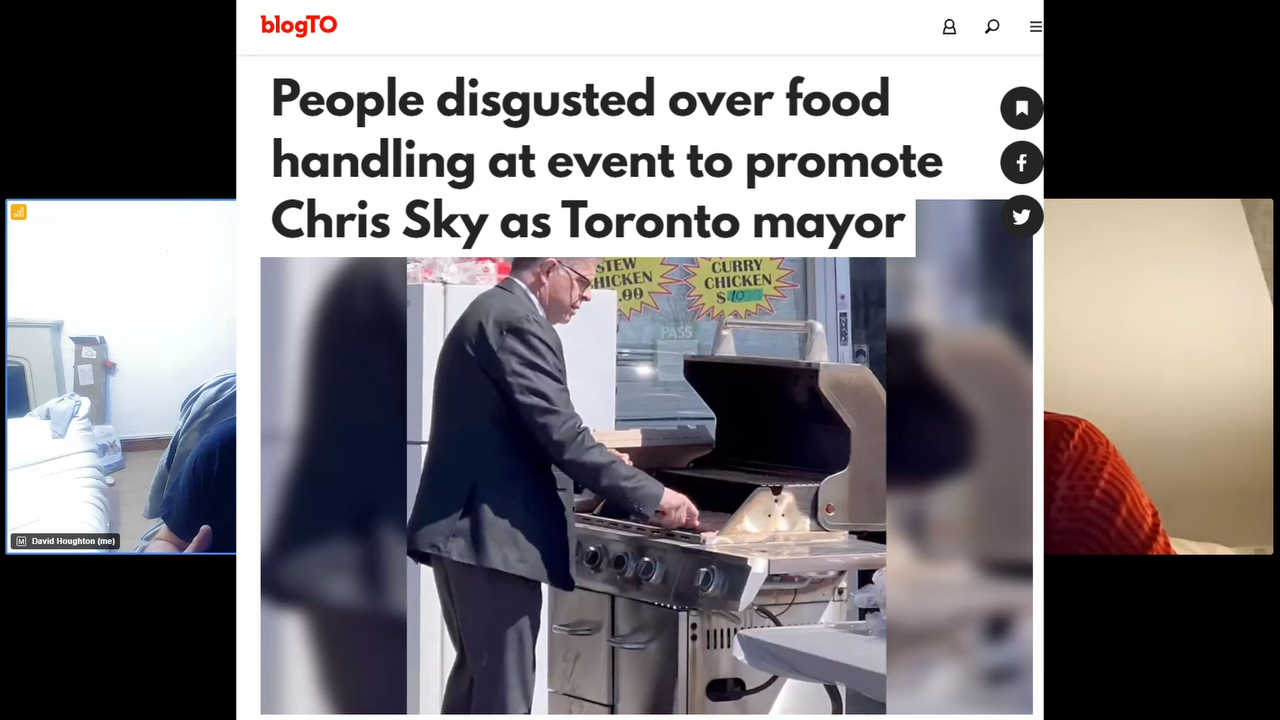 blogTO
People disgusted over food
handling at event to promote
Chris Sky as Toronto mayor
STEW
CHICKEN
.99
CURRY
CHICKEN
$ 10
PASS
M David Houghton (me)